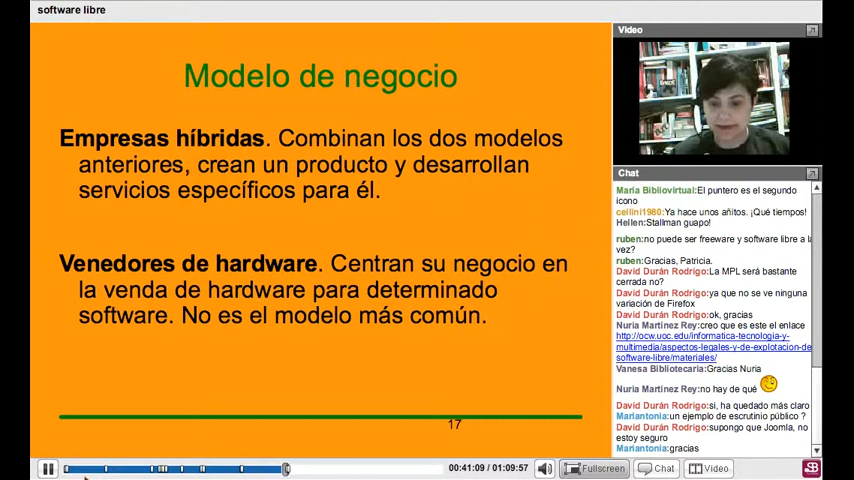 software libre
Modelo de negocio
Empresas híbridas. Combinan los dos modelos
anteriores, crean un producto y desarrollan
servicios específicos para él.
Venedores de hardware. Centran su negocio en
la venda de hardware para determinado
software. No es el modelo más común.
17
Video
Chat
Maria Bibliovirtual:El puntero es el segundo
icono
cellini1980:Ya hace unos añitos. ¡Qué tiempos!
Hellen:Stallman guapo!
ruben:no puede ser freeware y software libre a la
vez?
ruben:Gracias, Patricia.
David Durán Rodrigo:La MPL será bastante
cerrada no?
David Durán Rodrigo:ya que no se ve ninguna
variación de Firefox
David Durán Rodrigo:ok, gracias
Nuria Martinez Rey:creo que es este el enlace
http://ocw.uoc.edu/informatica-tecnologia-y-
multimedia/aspectos-legales-y-de-explotacion-de
software-libre/materiales/
Vanesa Bibliotecaria:Gracias Nuria
Nuria Martínez Rey:no hay de qué
David Durán Rodrigo:si, ha quedado más claro
Mariantonia:un ejemplo de escrutinio público ?
David Durán Rodrigo:supongo que Joomla, no
estoy seguro
Mariantonia:gracias
00:41:09 / 01:09:57
Fullscreen
Chat
Video